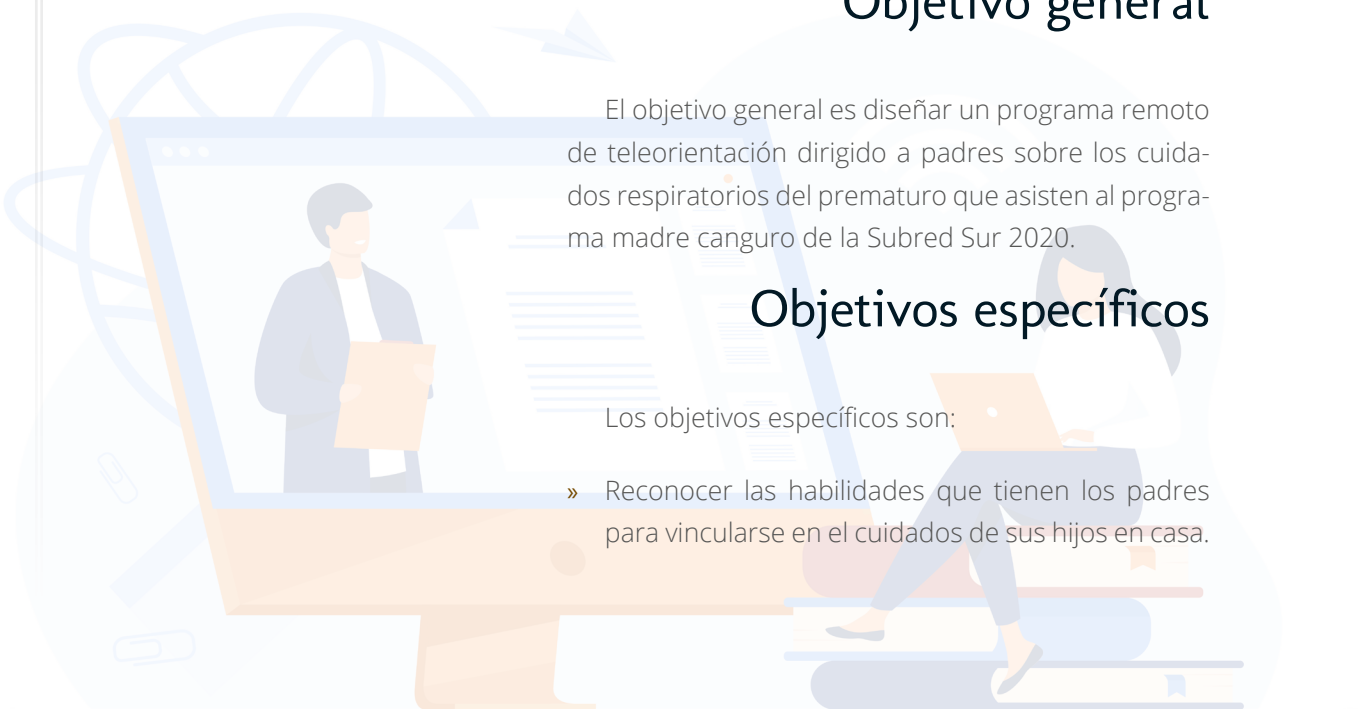 Objetivo general
El objetivo general es diseñar un programa remoto
de teleorientación dirigido a padres sobre los cuida-
dos respiratorios del prematuro que asisten al progra-
ma madre canguro de la Subred Sur 2020.
Objetivos específicos
Los objetivos específicos son:
» Reconocer las habilidades que tienen los padres
para vincularse en el cuidados de sus hijos en casa.